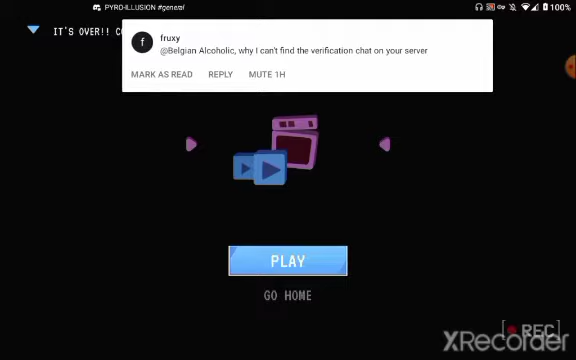 PYRO-ILLUSION #general
100%
IT'S OVER!!
f
fruxy
@Belgian Alcoholic, why I can't find the verification chat on your server
MARK AS READ REPLY MUTE 1H
PLAY
GO HOME
REC
XRecorder